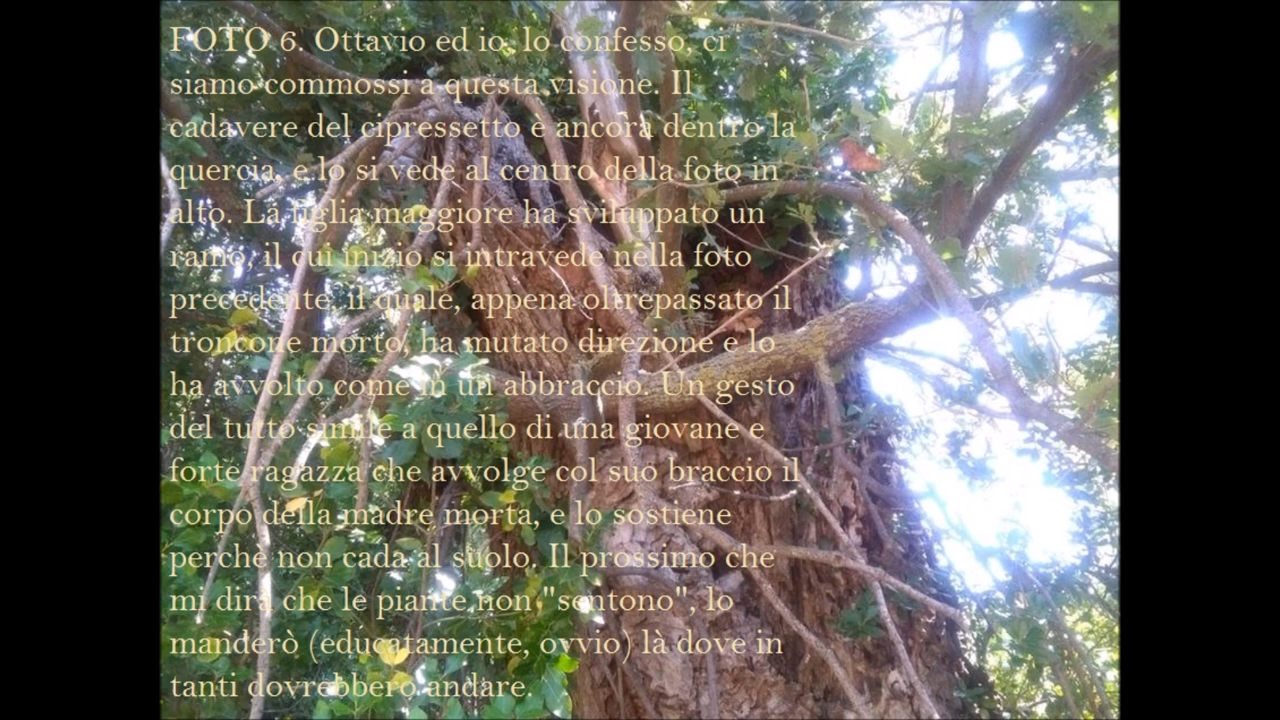 FOTO 6. Ottavio ed io, lo confesso, ci
siamo commossi a questa visione. Il
cadavere del cipressetto è ancora dentro la
quercia, e lo si vede al centro della foto in
alto. La figlia maggiore ha sviluppato un
ramo, il cui inizio si intravede nella foto
precedente, il quale, appena oltrepassato il
troncone morto, ha mutato direzione e lo
ha avvolto come in un abbraccio. Un gesto
del tutto simile a quello di una giovane e
forte ragazza che avvolge col suo braccio il
corpo della madre morta, e lo sostiene
perchè non cada al suolo. Il prossimo che
mi dirà che le piante non "sentono", lo
manderò (educatamente, ovvio) là dove in
tanti dovrebbero andare.